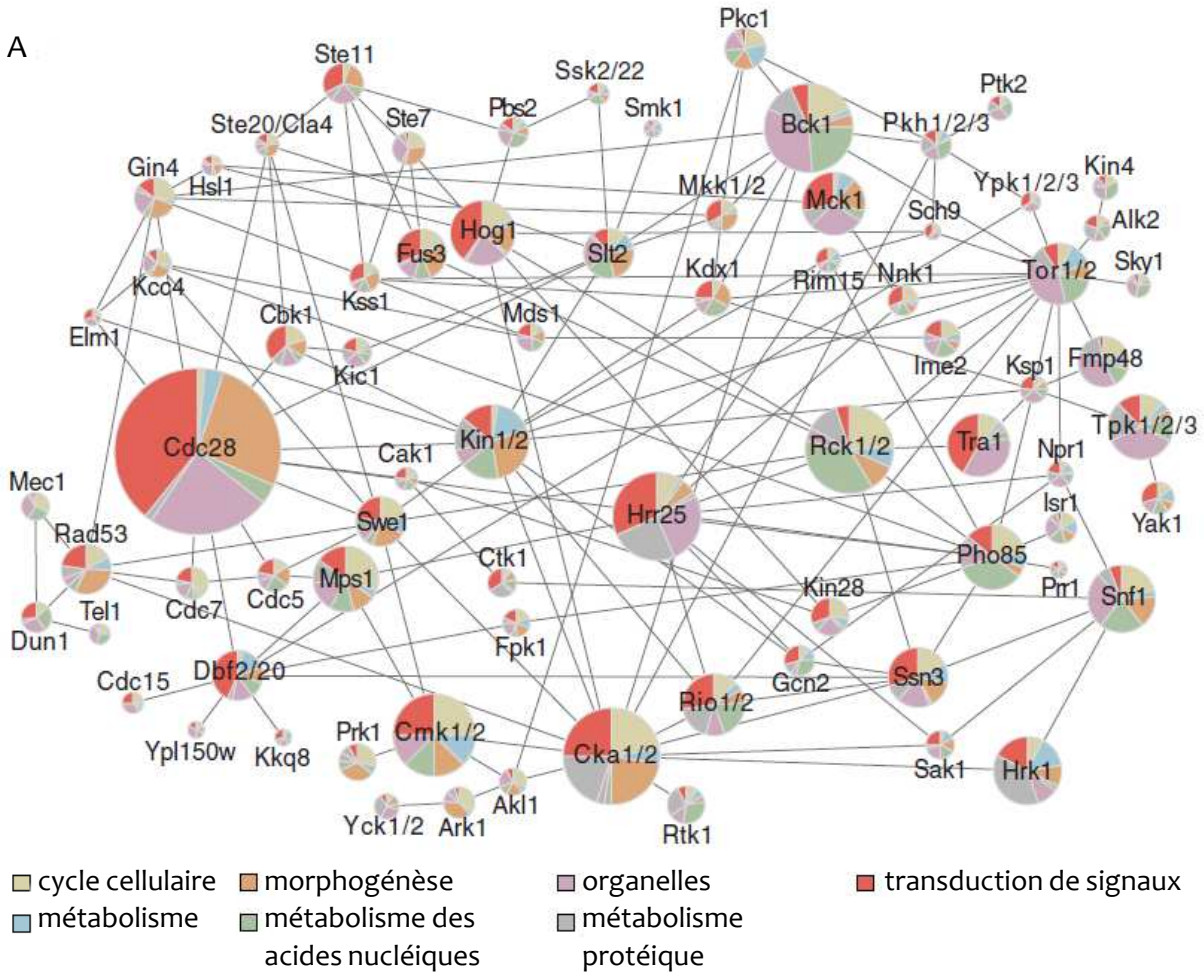 A
Pkc1
Ste11
Ssk2/22
Ptk2
Ste7
Pbs2
Smk1
Bck1
Pkh1/2/3
Ste20/Cla4
Gin4
Hsl1
Mkk1/2
Mck1
Ypk1/2/3
Kin4
Sch9
Alk2
Hog1
Slt2
Fus3
Kcc4
Kss1
Kdx1
Rim15
Nnk1
Tor1/2
Sky1
Elm1
Cbk1
Mds1
Kic1
Ime2
Ksp1
Fmp48
Cdc28
Kin1/2
Rck1/2
Tra1
Tpk1/2/3
Cak1
Npr1
Mec1
Hrr25
Isr1
Yak1
Rad53
Swe1
Ctk1
Pho85
Tel1
Cdc7
Cdc5
Mps1
Kin28
Prr1
Snf1
Dun1
Fpk1
Cdc15
Dbf2/20
Gcn2
Ssn3
Rio1/2
Ypl150w
Kkq8
Prk1
Cmk1/2
Cka1/2
Sak1
Hrk1
Yck1/2
Ark1
Akl1
Rtk1
cycle cellulaire
morphogénèse
organelles
transduction de signaux
métabolisme
métabolisme des
acides nucléiques
métabolisme
protéique